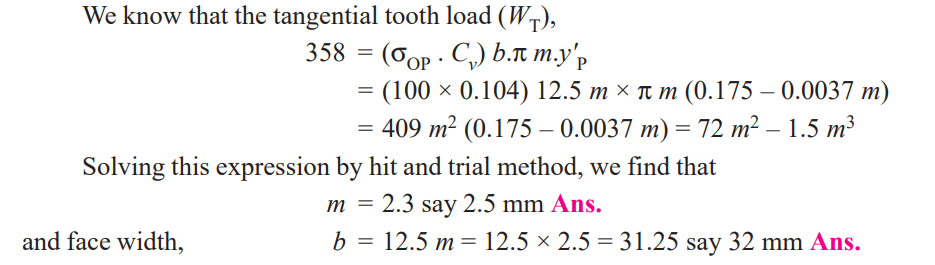 We know that the tangential tooth load (W_T),
358 = (σ_OP . C_v) b.π m.y'_P
= (100 × 0.104) 12.5 m × π m (0.175 – 0.0037 m)
= 409 m² (0.175 – 0.0037 m) = 72 m² – 1.5 m³
Solving this expression by hit and trial method, we find that
m = 2.3 say 2.5 mm Ans.
and face width, b = 12.5 m = 12.5 × 2.5 = 31.25 say 32 mm Ans.